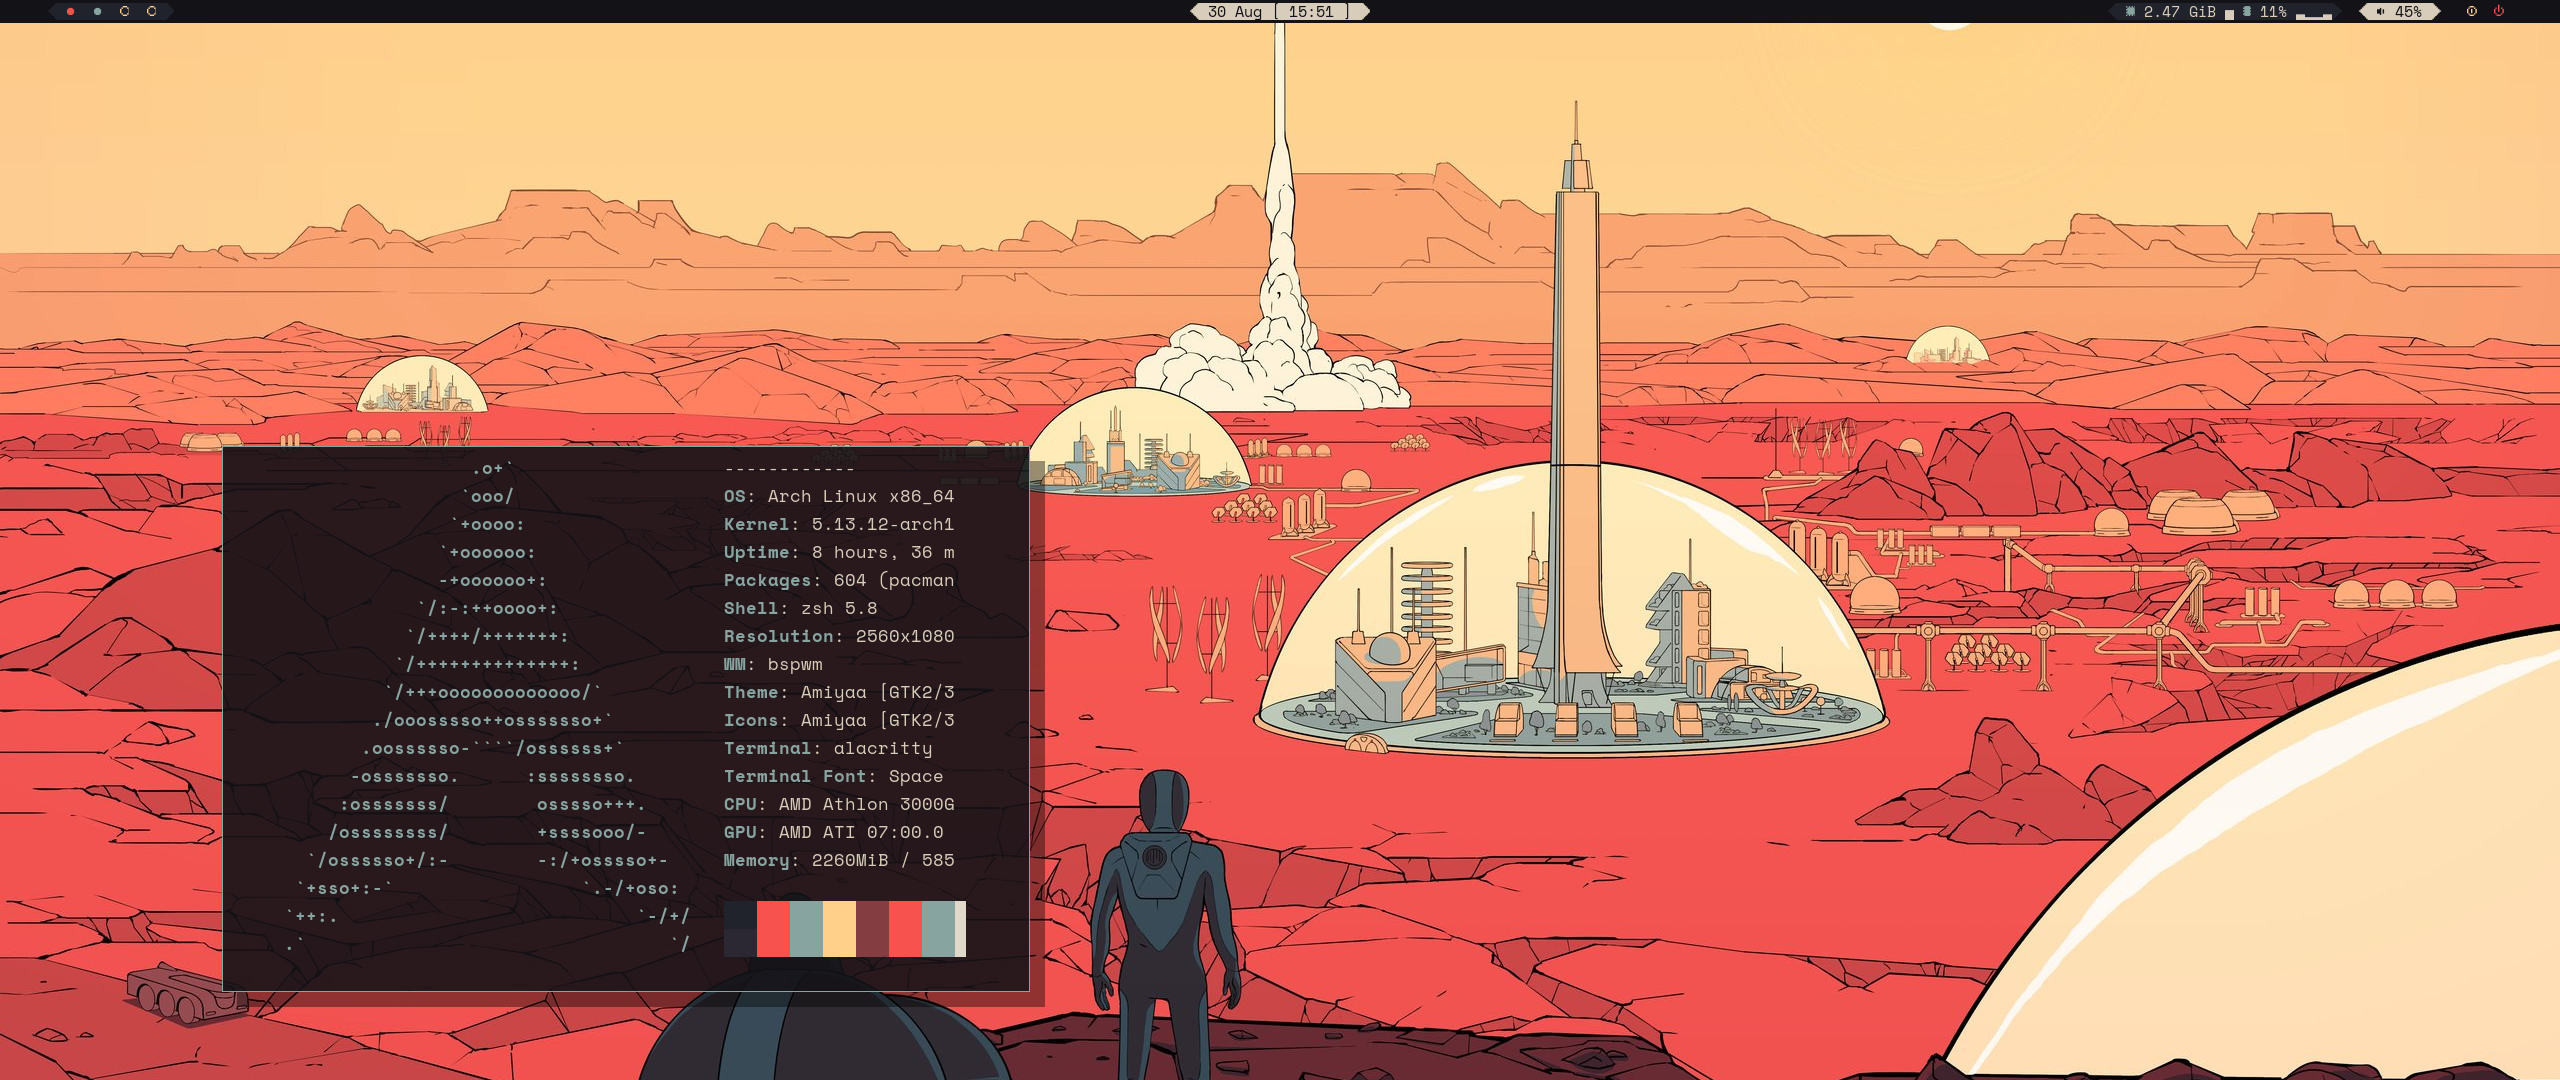 30 Aug [ 15:51 ]
2.47 GiB 11% 45%
.o+`
------------
`ooo/
OS: Arch Linux x86_64
`+oooo:
Kernel: 5.13.12-arch1
`+oooooo:
Uptime: 8 hours, 36 m
-+oooooo+:
Packages: 604 (pacman
`/:-:++oooo+:
Shell: zsh 5.8
`/++++/+++++++:
Resolution: 2560x1080
`/++++++++++++++:
WM: bspwm
`/+++ooooooooooooo/`
Theme: Amiyaa [GTK2/3
./ooosssso++osssssso+`
Icons: Amiyaa [GTK2/3
.oossssso-````/ossssss+`
Terminal: alacritty
-osssssso.      :ssssssso.
Terminal Font: Space
:osssssss/        osssso+++.
CPU: AMD Athlon 3000G
/ossssssss/        +ssssooo/-
GPU: AMD ATI 07:00.0
`/ossssso+/:-        -:/+osssso+-
Memory: 2260MiB / 585
`+sso+:-`                 `.-/+oso:
`++:.                           `-/+/
.`                                 `/